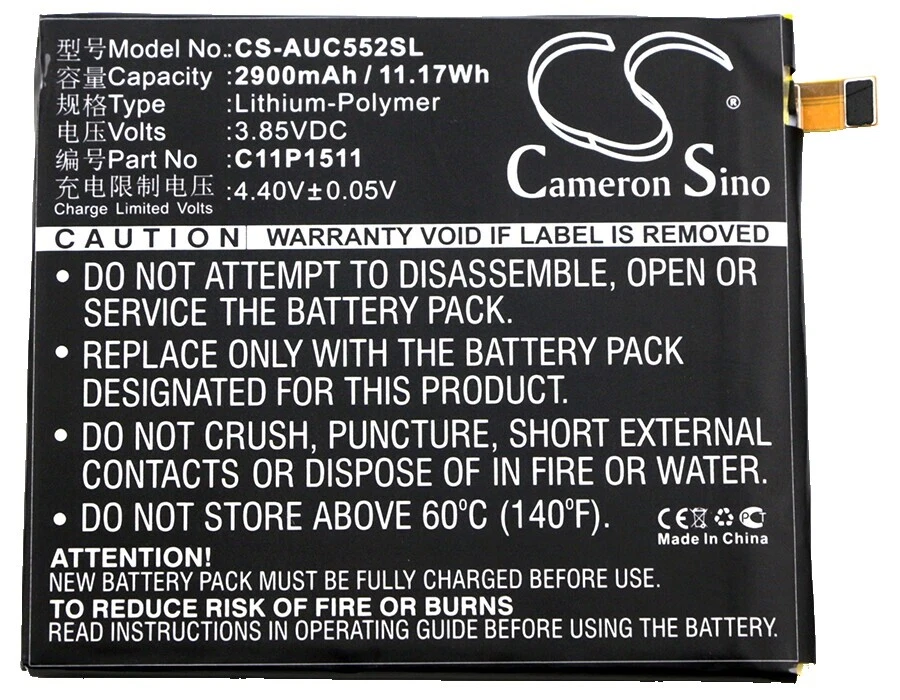 型号Model No.:CS-AUC552SL
容量Capacity :2900mAh / 11.17Wh
规格Type :Lithium-Polymer
电压Volts :3.85VDC
编号Part No :C11P1511
充电限制电压:4.40V±0.05V
Charge Limited Volts
CS
®
Cameron Sino
CAUTION WARRANTY VOID IF LABEL IS REMOVED
• DO NOT ATTEMPT TO DISASSEMBLE, OPEN OR
SERVICE THE BATTERY PACK.
• REPLACE ONLY WITH THE BATTERY PACK
DESIGNATED FOR THIS PRODUCT.
• DO NOT CRUSH, PUNCTURE, SHORT EXTERNAL
CONTACTS OR DISPOSE OF IN FIRE OR WATER.
• DO NOT STORE ABOVE 60°C (140°F).
CE PCT
Made In China
ATTENTION!
NEW BATTERY PACK MUST BE FULLY CHARGED BEFORE USE.
TO REDUCE RISK OF FIRE OR BURNS
READ INSTRUCTIONS IN OPERATING GUIDE BEFORE USING THE BATTERY.